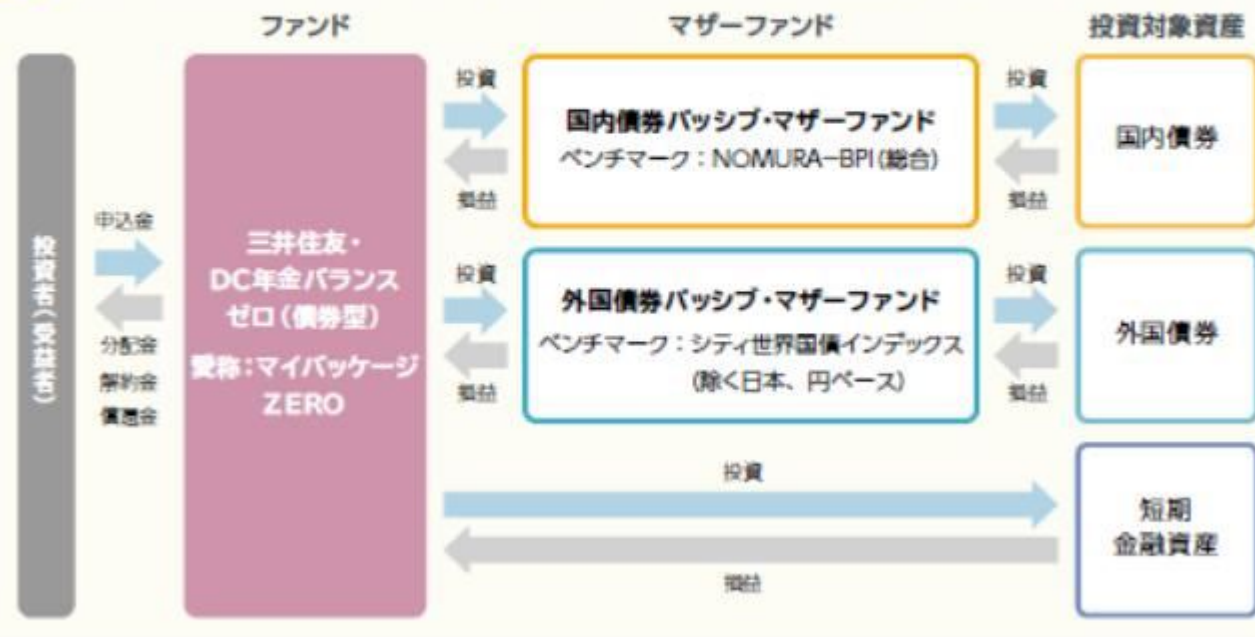 ファンド
マザーファンド
投資対象資産
投資者(受益者)
申込金
分配金
解約金
償還金
三井住友・
DC年金バランス
ゼロ(債券型)
愛称:マイパッケージ
ZERO
投資
損益
国内債券パッシブ・マザーファンド
ベンチマーク:NOMURA-BPI(総合)
投資
損益
国内債券
投資
損益
外国債券パッシブ・マザーファンド
ベンチマーク:シティ世界国債インデックス
(除く日本、円ベース)
投資
損益
外国債券
投資
損益
短期
金融資産